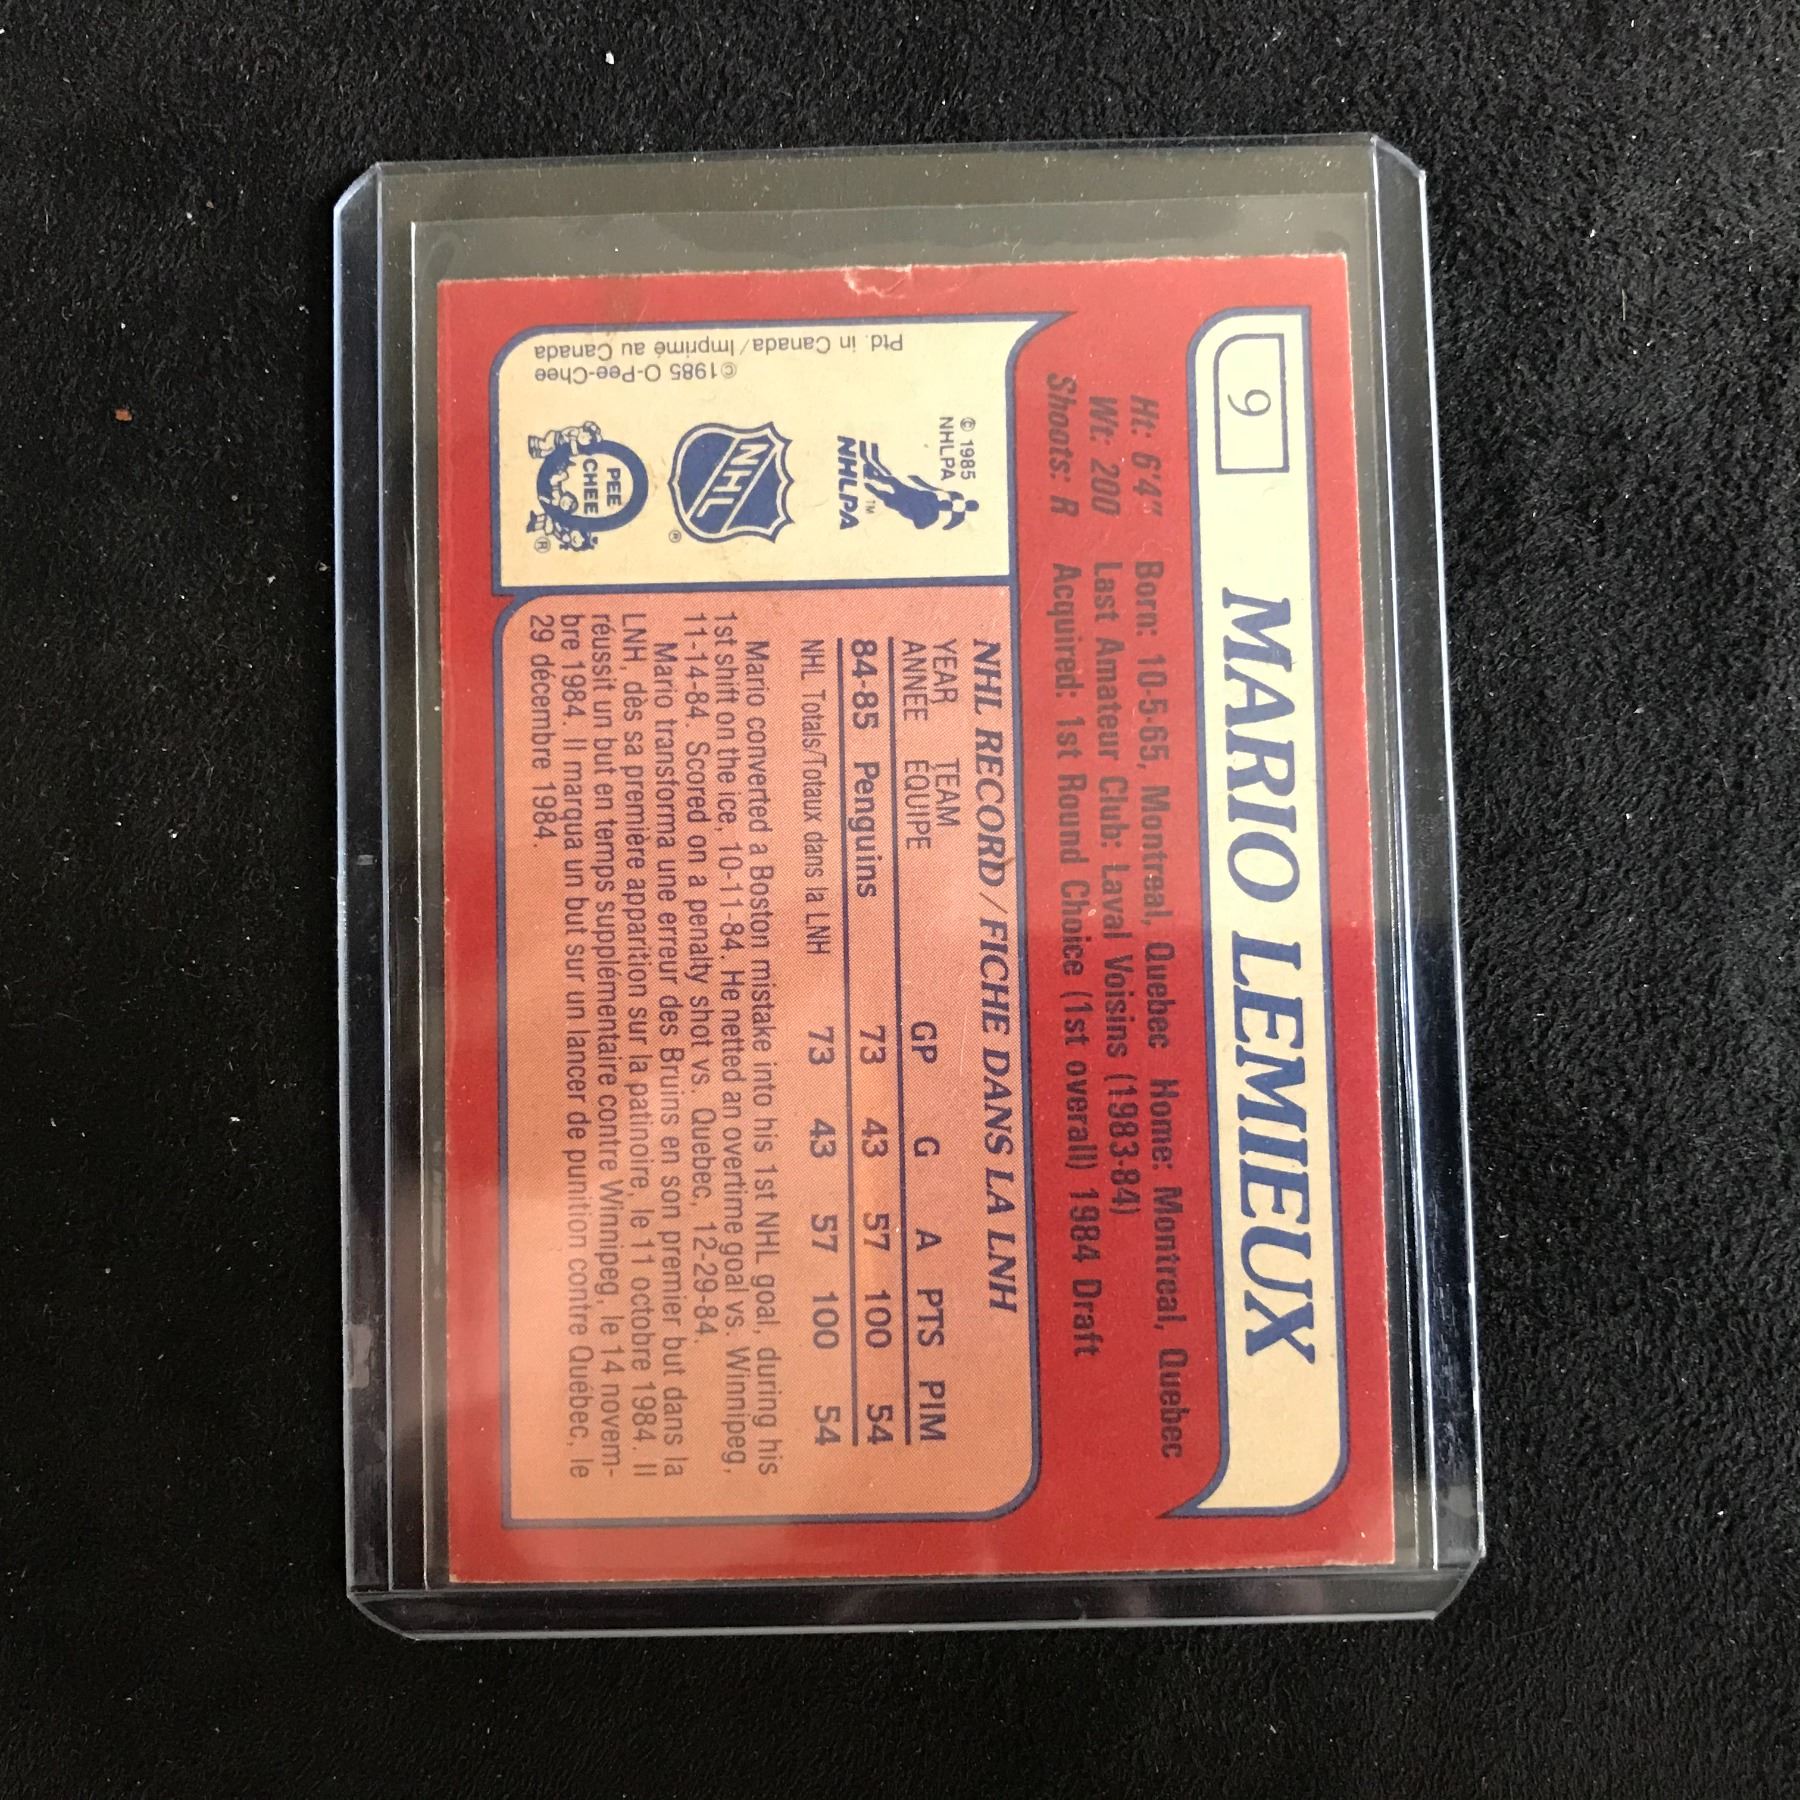 9
MARIO LEMIEUX
Ht: 6'4" Born: 10-5-65, Montreal, Quebec Home: Montreal, Quebec
Wt: 200 Last Amateur Club: Laval Voisins (1983-84)
Shoots: R Acquired: 1st Round Choice (1st overall) 1984 Draft
© 1985
NHLPA
NHLPA
TM
NHL
®
PEE
CHEE
®
©1985 O-Pee-Chee
Ptd. in Canada/Imprimé au Canada
NHL RECORD/FICHE DANS LA LNH
YEAR TEAM
ANNEE EQUIPE GP G A PTS PIM
84-85 Penguins 73 43 57 100 54
NHL Totals/Totaux dans la LNH 73 43 57 100 54
Mario converted a Boston mistake into his 1st NHL goal, during his
1st shift on the ice, 10-11-84. He netted an overtime goal vs. Winnipeg,
11-14-84. Scored on a penalty shot vs. Quebec, 12-29-84.
Mario transforma une erreur des Bruins en son premier but dans la
LNH, dès sa première apparition sur la patinoire, le 11 octobre 1984. Il
réussit un but en temps supplémentaire contre Winnipeg, le 14 novem-
bre 1984. Il marqua un but sur un lancer de punition contre Québec, le
29 décembre 1984.